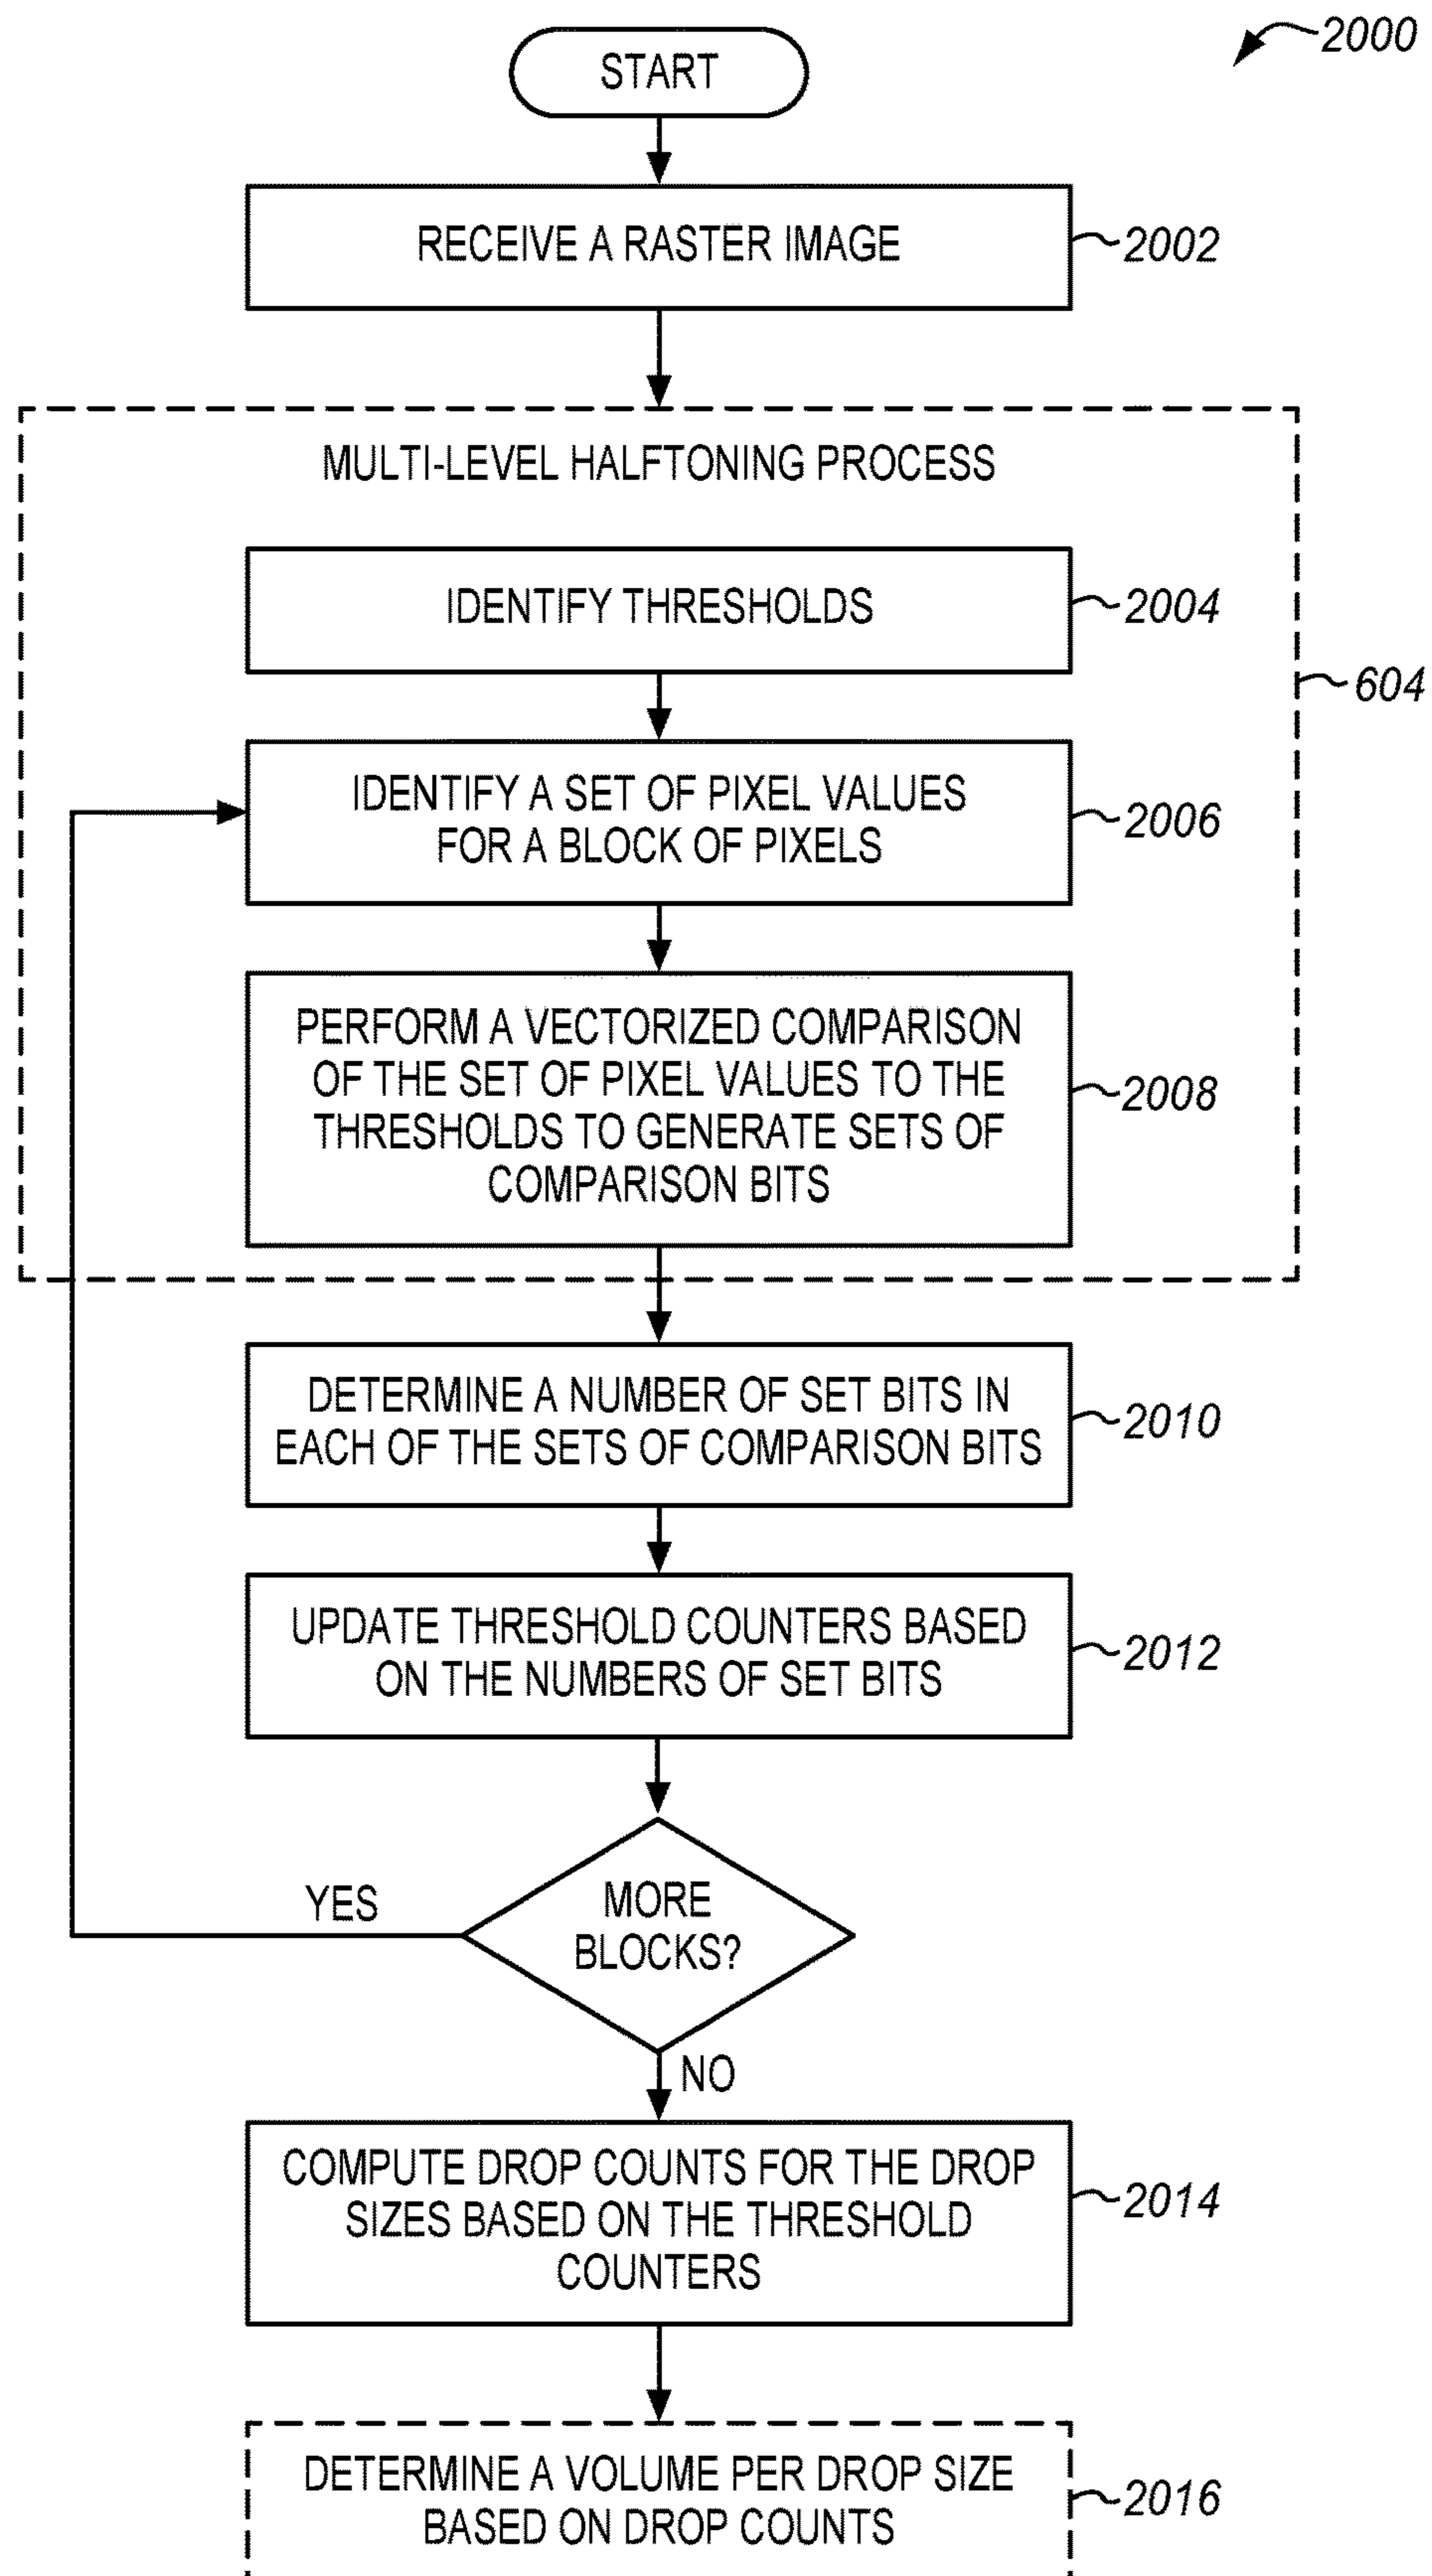 2000
START
RECEIVE A RASTER IMAGE
2002
MULTI-LEVEL HALFTONING PROCESS
IDENTIFY THRESHOLDS
2004
604
IDENTIFY A SET OF PIXEL VALUES
FOR A BLOCK OF PIXELS
2006
PERFORM A VECTORIZED COMPARISON
OF THE SET OF PIXEL VALUES TO THE
THRESHOLDS TO GENERATE SETS OF
COMPARISON BITS
2008
DETERMINE A NUMBER OF SET BITS IN
EACH OF THE SETS OF COMPARISON BITS
2010
UPDATE THRESHOLD COUNTERS BASED
ON THE NUMBERS OF SET BITS
2012
YES
MORE
BLOCKS?
NO
COMPUTE DROP COUNTS FOR THE DROP
SIZES BASED ON THE THRESHOLD
COUNTERS
2014
DETERMINE A VOLUME PER DROP SIZE
BASED ON DROP COUNTS
2016